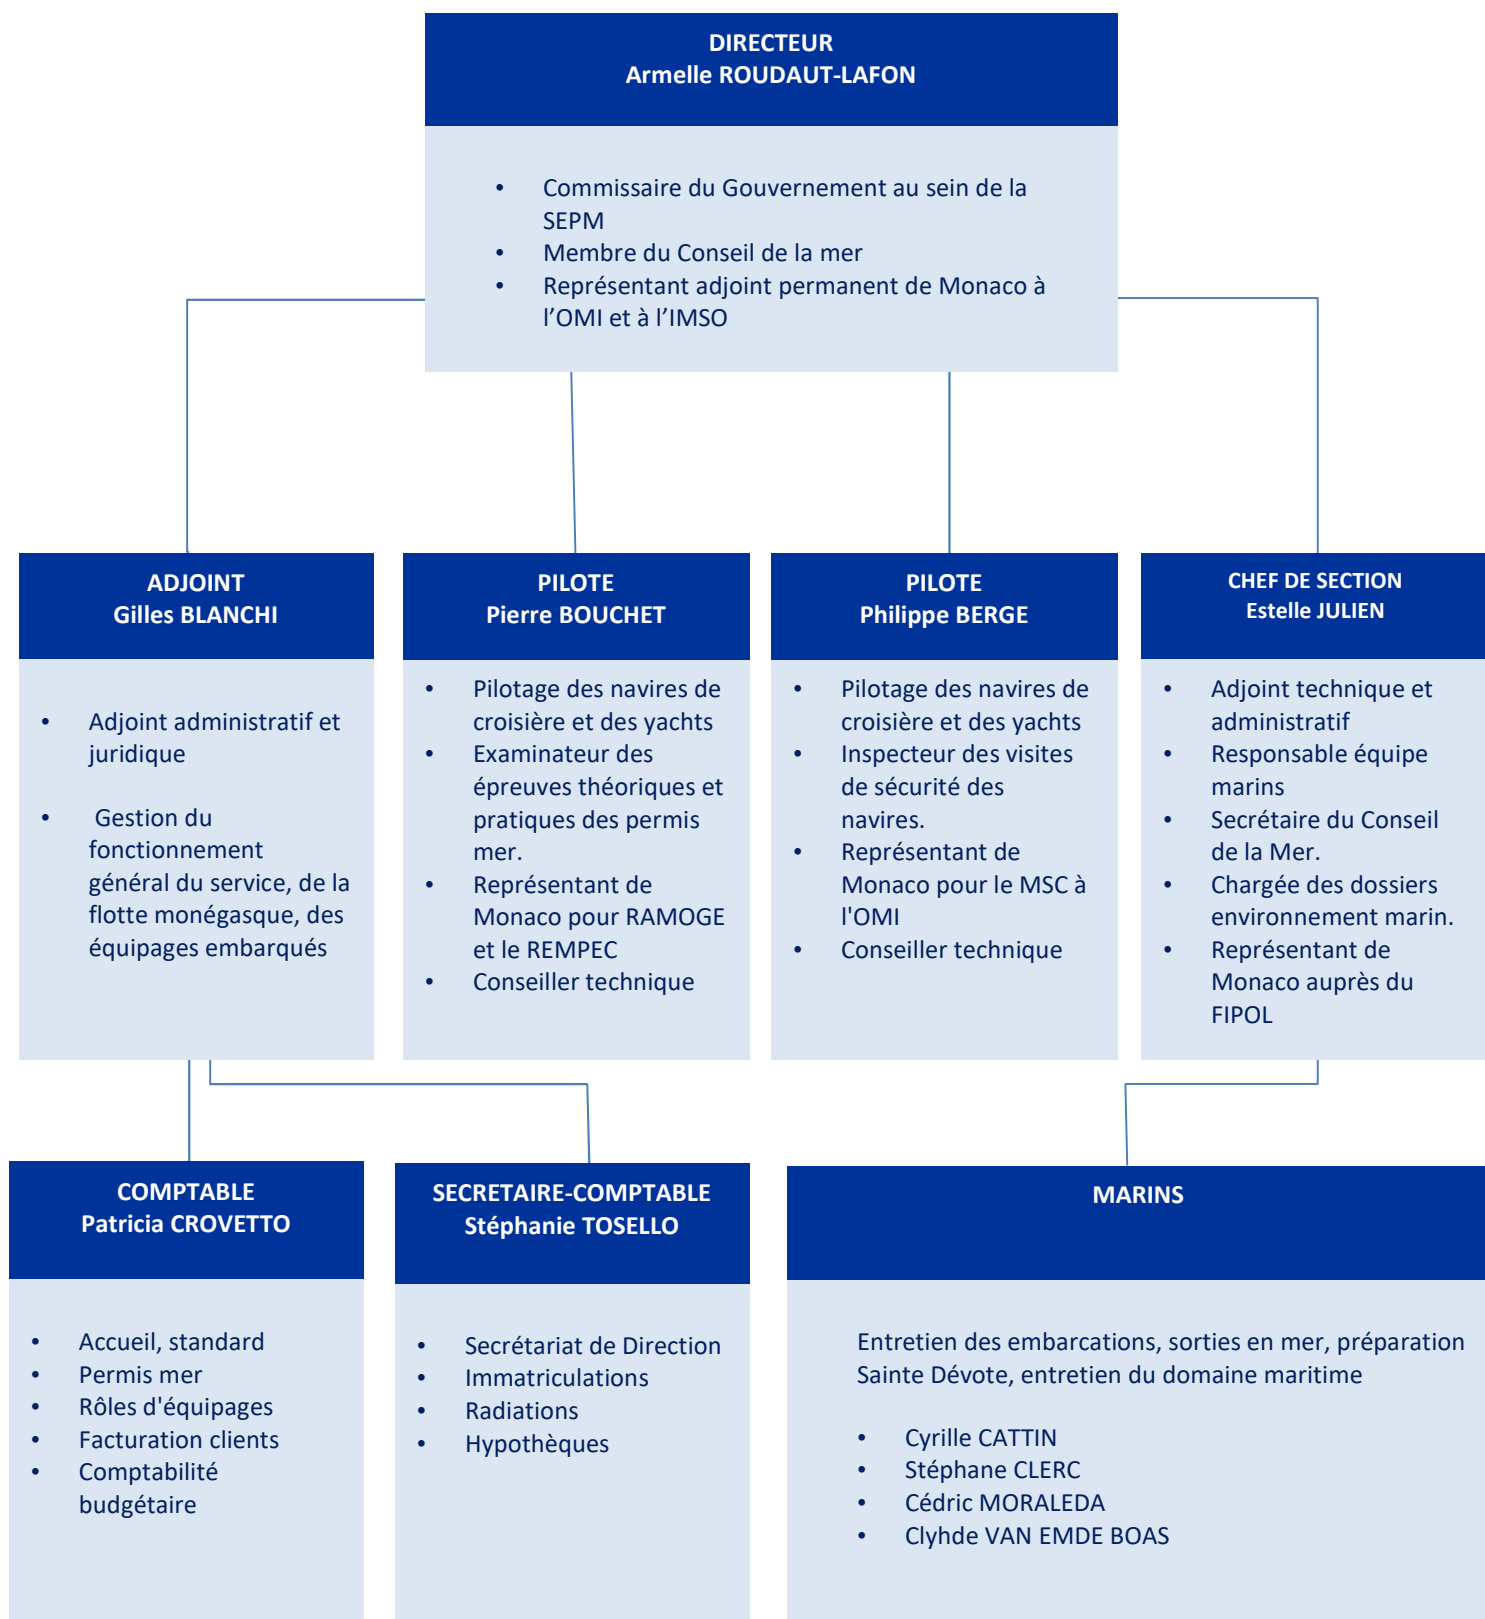 DIRECTEUR
Armelle ROUDAUT-LAFON
• Commissaire du Gouvernement au sein de la
SEPM
• Membre du Conseil de la mer
• Représentant adjoint permanent de Monaco à
l’OMI et à l’IMSO
ADJOINT
Gilles BLANCHI
• Adjoint administratif et
juridique
• Gestion du
fonctionnement
général du service, de la
flotte monégasque, des
équipages embarqués
PILOTE
Pierre BOUCHET
• Pilotage des navires de
croisière et des yachts
• Examinateur des
épreuves théoriques et
pratiques des permis
mer.
• Représentant de
Monaco pour RAMOGE
et le REMPEC
• Conseiller technique
PILOTE
Philippe BERGE
• Pilotage des navires de
croisière et des yachts
• Inspecteur des visites
de sécurité des
navires.
• Représentant de
Monaco pour le MSC à
l'OMI
• Conseiller technique
CHEF DE SECTION
Estelle JULIEN
• Adjoint technique et
administratif
• Responsable équipe
marins
• Secrétaire du Conseil
de la Mer.
• Chargée des dossiers
environnement marin.
• Représentant de
Monaco auprès du
FIPOL
COMPTABLE
Patricia CROVETTO
• Accueil, standard
• Permis mer
• Rôles d'équipages
• Facturation clients
• Comptabilité
budgétaire
SECRETAIRE-COMPTABLE
Stéphanie TOSELLO
• Secrétariat de Direction
• Immatriculations
• Radiations
• Hypothèques
MARINS
Entretien des embarcations, sorties en mer, préparation
Sainte Dévote, entretien du domaine maritime
• Cyrille CATTIN
• Stéphane CLERC
• Cédric MORALEDA
• Clyhde VAN EMDE BOAS